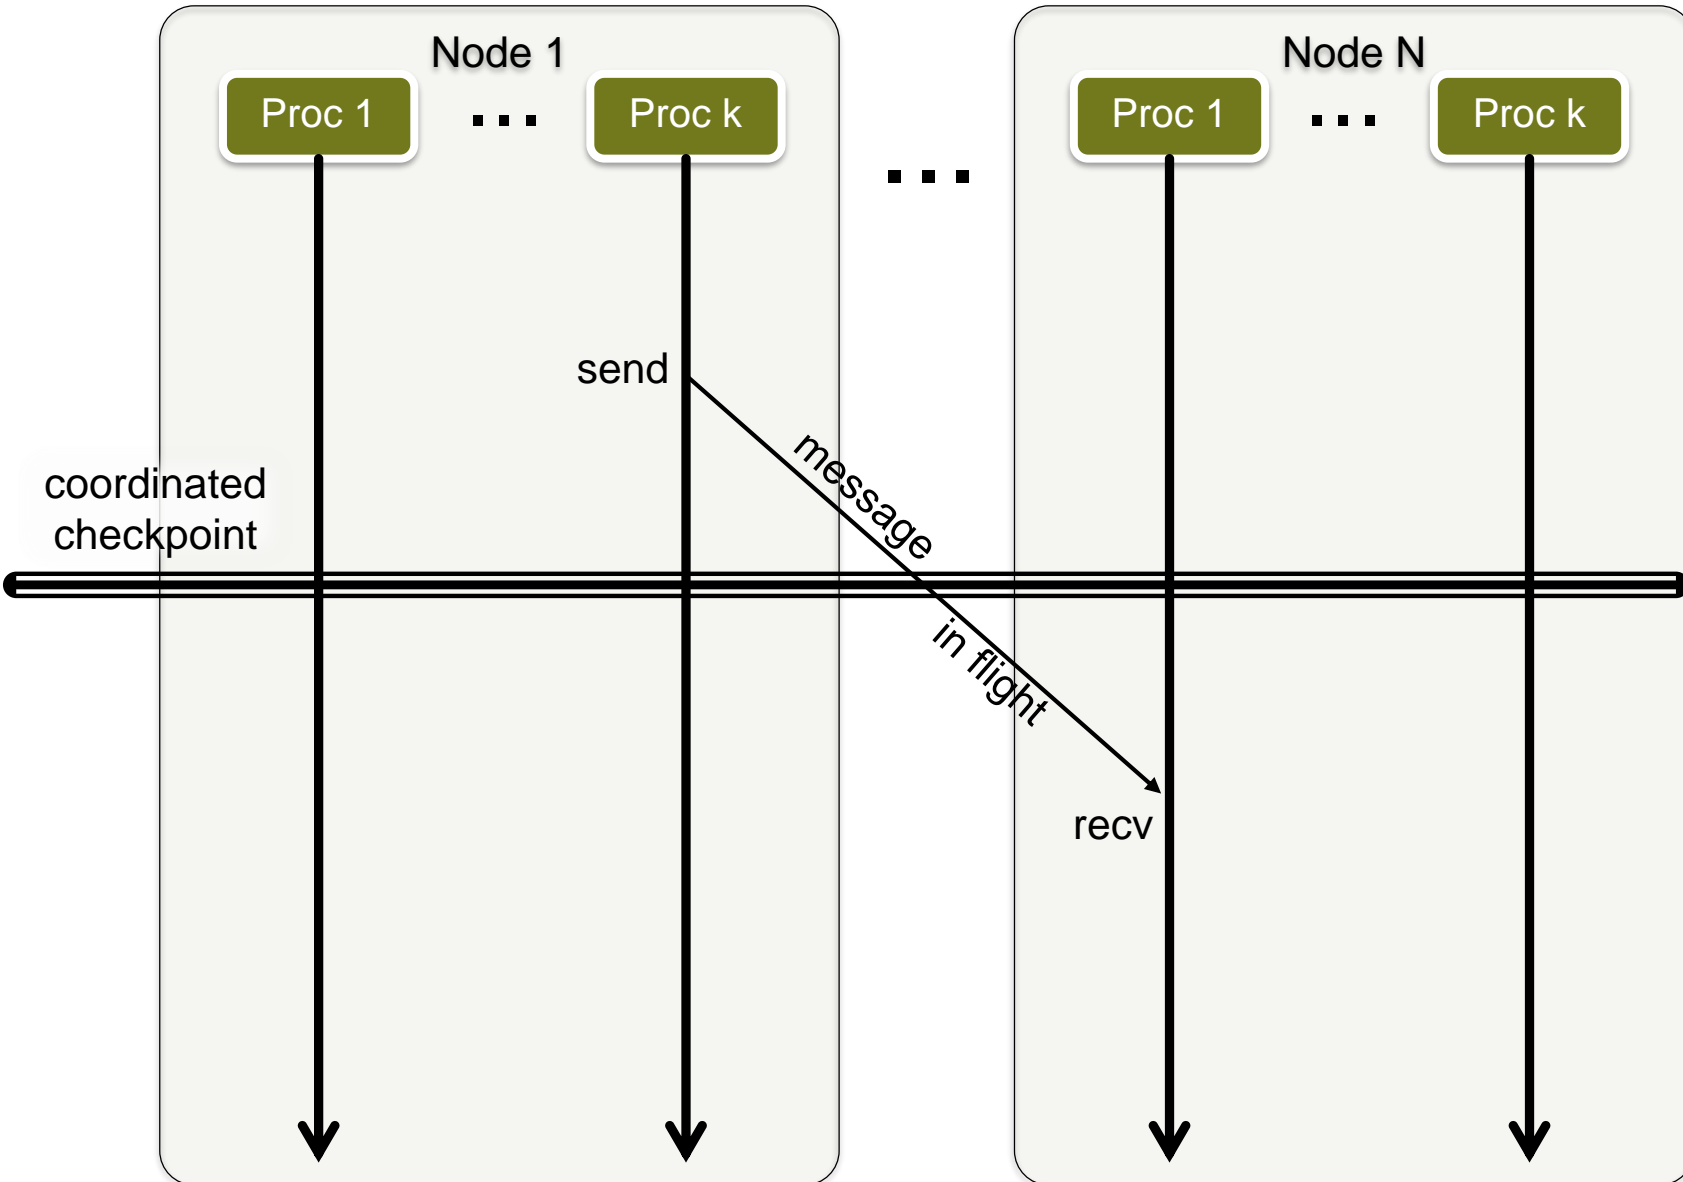 Node 1
Node N
Proc 1
...
Proc k
...
Proc 1
...
Proc k
send
message
coordinated
checkpoint
in flight
recv